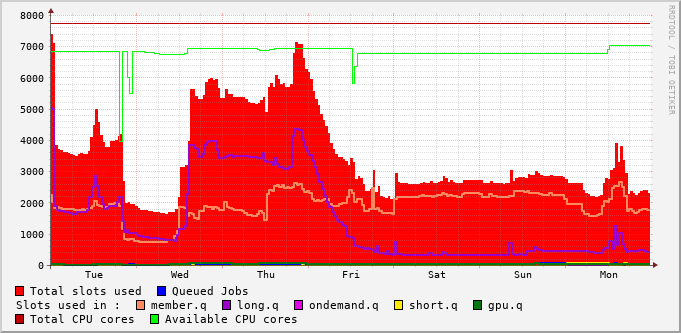 8000
7000
6000
5000
4000
3000
2000
1000
0
Tue Wed Thu Fri Sat Sun Mon
RRDTOOL / TOBI OETIKER
Total slots used Queued Jobs
Slots used in : member.q long.q ondemand.q short.q gpu.q
Total CPU cores Available CPU cores